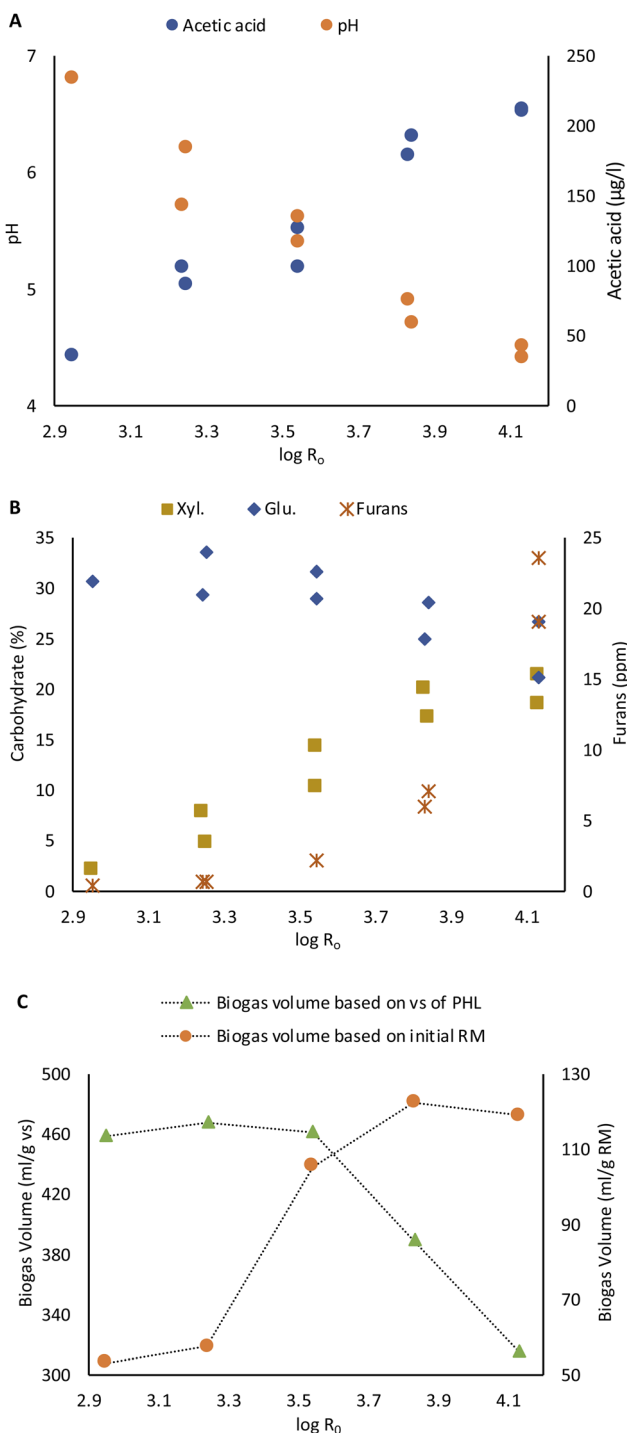 A
Acetic acid
pH
7
250
200
6
150
pH
Acetic acid (µg/l)
100
5
50
4
0
2.9 3.1 3.3 3.5 3.7 3.9 4.1
log Ro
B
Xyl. Glu. Furans
35
25
30
20
25
Carbohydrate (%)
Furans (ppm)
20
15
15
10
10
5
5
0
0
2.9 3.1 3.3 3.5 3.7 3.9 4.1
log Ro
C
Biogas volume based on vs of PHL
Biogas volume based on initial RM
500
130
460
110
Biogas Volume (ml/g vs)
Biogas Volume (ml/g RM)
420
90
380
70
340
300
50
2.9 3.1 3.3 3.5 3.7 3.9 4.1
log R0